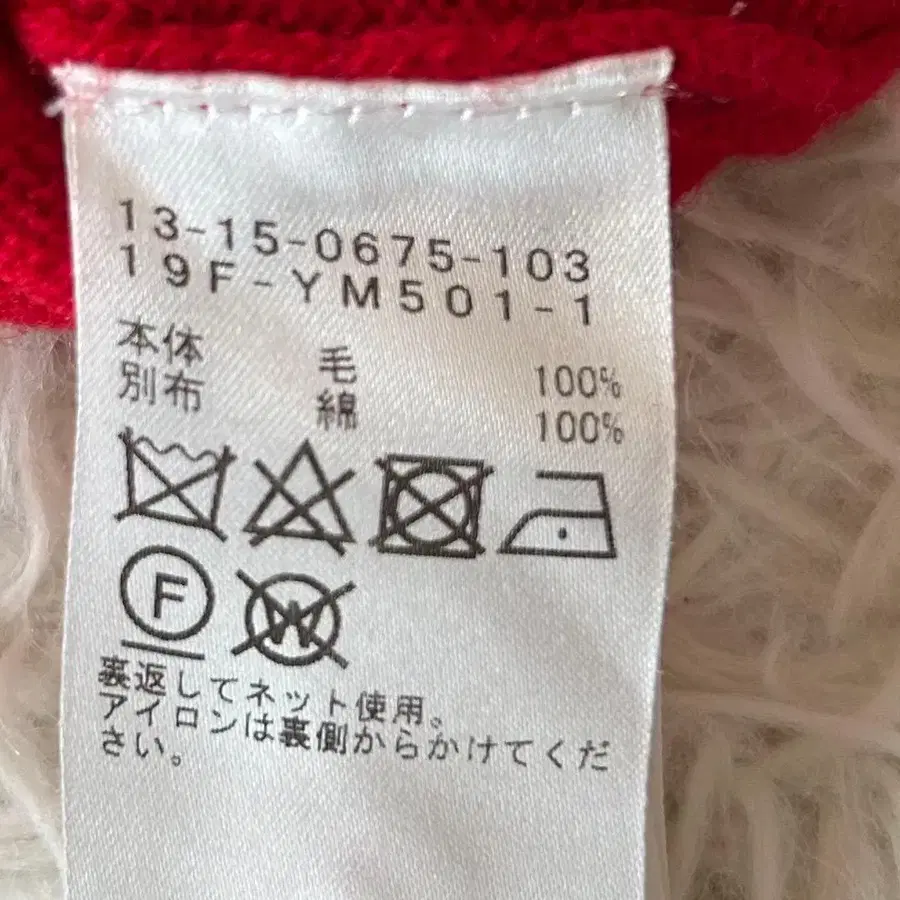 13-15-0675-103
19F-YM501-1
本体 毛 100%
別布 綿 100%
F W
裏返してネット使用。
アイロンは裏側からかけてくだ
さい。